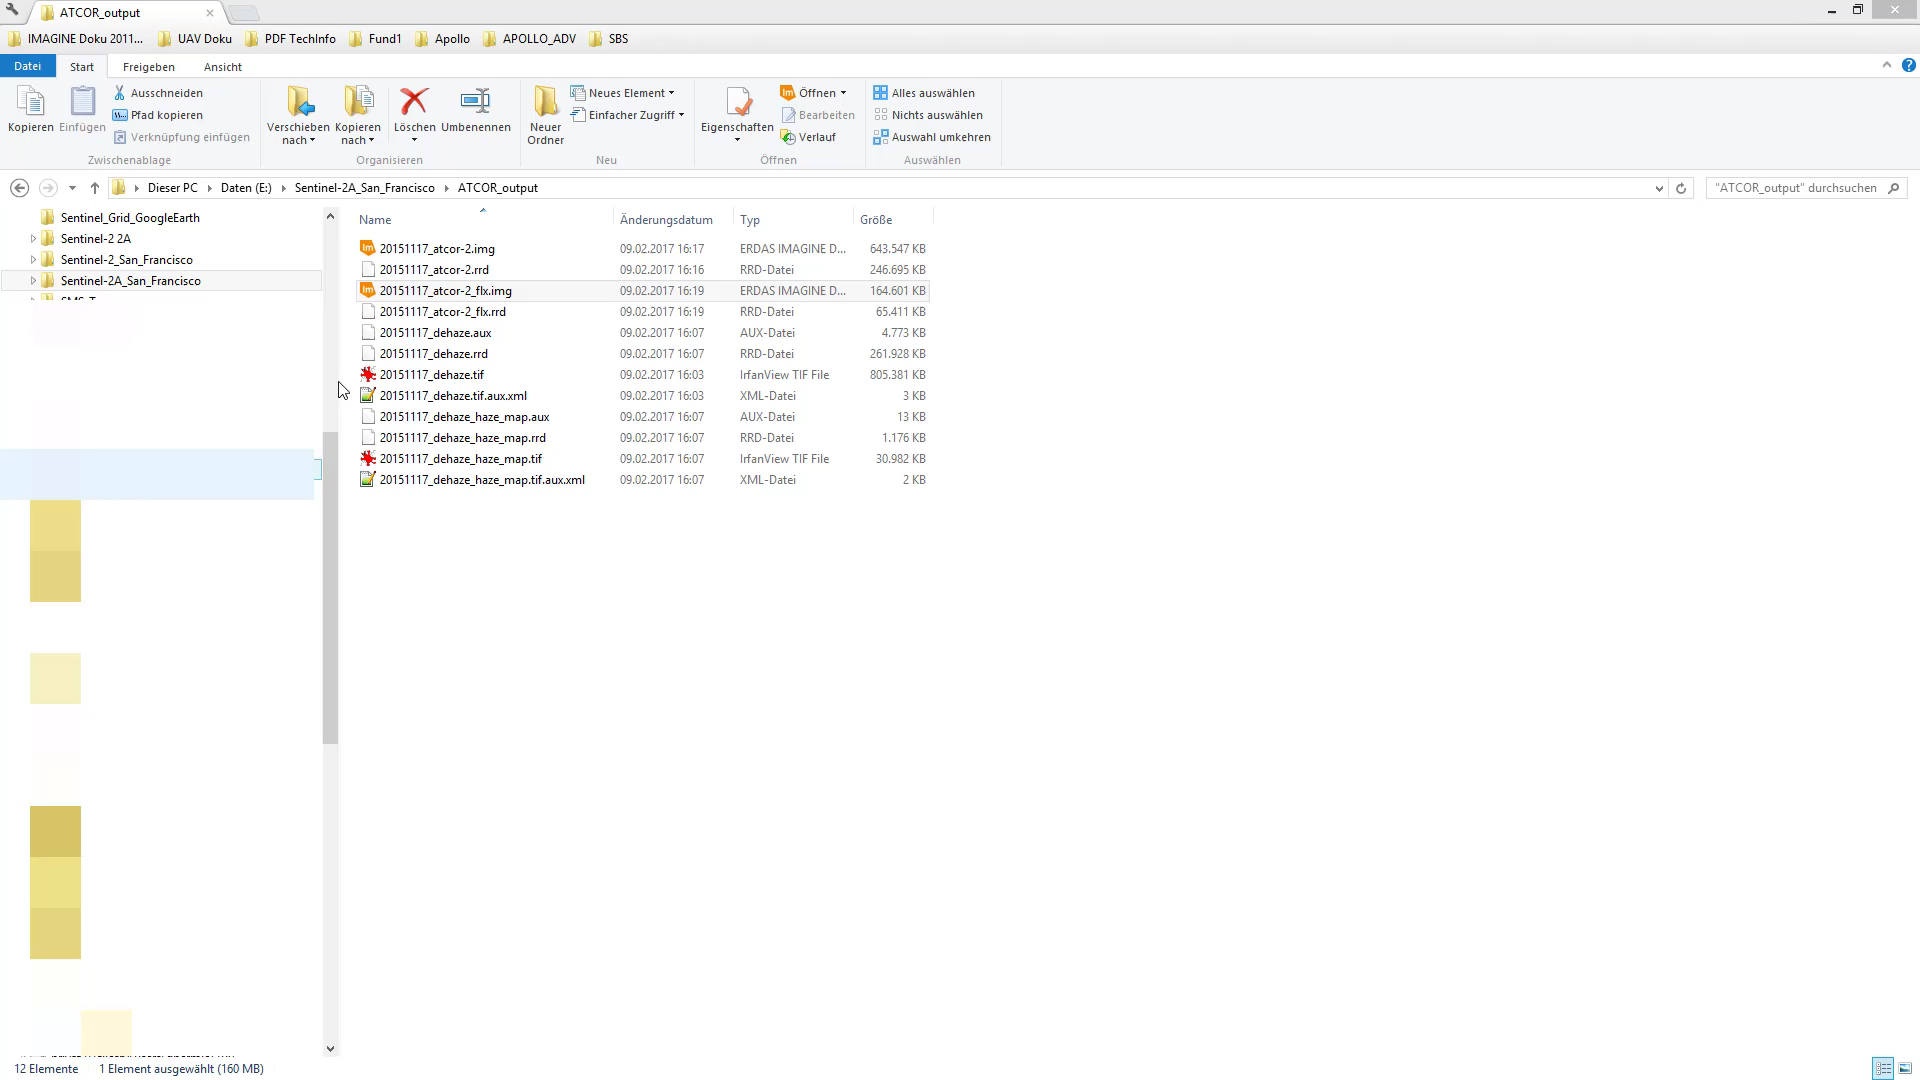 ATCOR_output
IMAGINE Doku 2011... UAV Doku PDF TechInfo Fund1 Apollo APOLLO_ADV SBS
Datei Start Freigeben Ansicht
Kopieren
Einfügen
Ausschneiden
Pfad kopieren
Verknüpfung einfügen
Zwischenablage
Verschieben nach
Kopieren nach
Löschen
Umbenennen
Organisieren
Neuer Ordner
Neues Element
Einfacher Zugriff
Neu
Eigenschaften
Öffnen
Bearbeiten
Verlauf
Öffnen
Alles auswählen
Nichts auswählen
Auswahl umkehren
Auswählen
Dieser PC Daten (E:) Sentinel-2A_San_Francisco ATCOR_output
"ATCOR_output" durchsuchen
Sentinel_Grid_GoogleEarth
Sentinel-2 2A
Sentinel-2_San_Francisco
Sentinel-2A_San_Francisco
Name Änderungsdatum Typ Größe
20151117_atcor-2.img 09.02.2017 16:17 ERDAS IMAGINE D... 643.547 KB
20151117_atcor-2.rrd 09.02.2017 16:16 RRD-Datei 246.695 KB
20151117_atcor-2_flx.img 09.02.2017 16:19 ERDAS IMAGINE D... 164.601 KB
20151117_atcor-2_flx.rrd 09.02.2017 16:19 RRD-Datei 65.411 KB
20151117_dehaze.aux 09.02.2017 16:07 AUX-Datei 4.773 KB
20151117_dehaze.rrd 09.02.2017 16:07 RRD-Datei 261.928 KB
20151117_dehaze.tif 09.02.2017 16:03 IrfanView TIF File 805.381 KB
20151117_dehaze.tif.aux.xml 09.02.2017 16:03 XML-Datei 3 KB
20151117_dehaze_haze_map.aux 09.02.2017 16:07 AUX-Datei 13 KB
20151117_dehaze_haze_map.rrd 09.02.2017 16:07 RRD-Datei 1.176 KB
20151117_dehaze_haze_map.tif 09.02.2017 16:07 IrfanView TIF File 30.982 KB
20151117_dehaze_haze_map.tif.aux.xml 09.02.2017 16:07 XML-Datei 2 KB
12 Elemente 1 Element ausgewählt (160 MB)